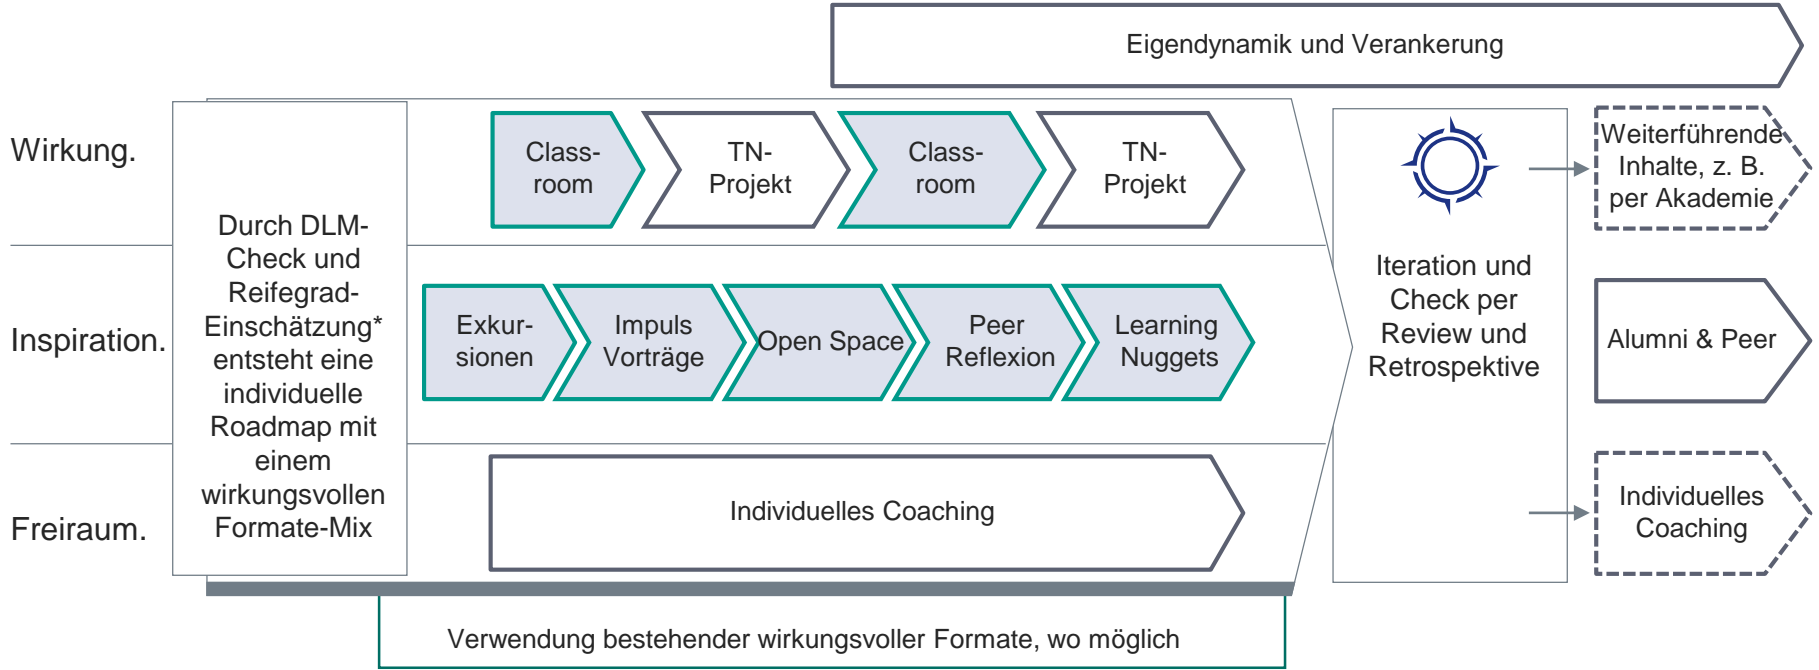 Eigendynamik und Verankerung
Wirkung.
Inspiration.
Freiraum.
Durch DLM-
Check und
Reifegrad-
Einschätzung*
entsteht eine
individuelle
Roadmap mit
einem
wirkungsvollen
Formate-Mix
Class-
room
TN-
Projekt
Class-
room
TN-
Projekt
Exkur-
sionen
Impuls
Vorträge
Open Space
Peer
Reflexion
Learning
Nuggets
Individuelles Coaching
Verwendung bestehender wirkungsvoller Formate, wo möglich
Iteration und
Check per
Review und
Retrospektive
Weiterführende
Inhalte, z. B.
per Akademie
Alumni & Peer
Individuelles
Coaching